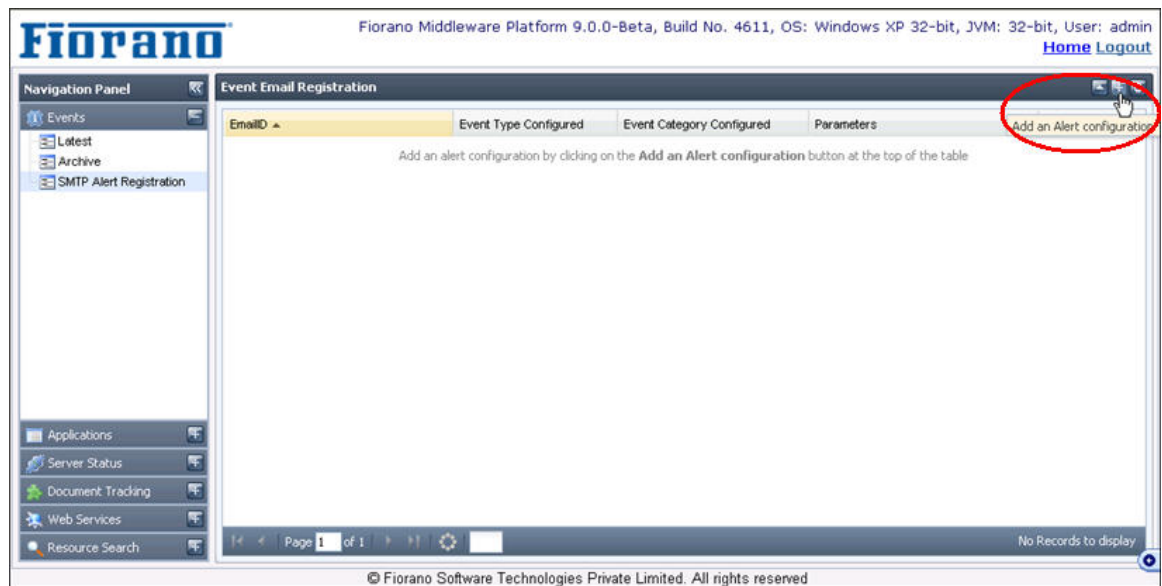 Fiorano
Fiorano Middleware Platform 9.0.0-Beta, Build No. 4611, OS: Windows XP 32-bit, JVM: 32-bit, User: admin
Home Logout
Navigation Panel
Event Email Registration
Events
EmailID Event Type Configured Event Category Configured Parameters
Add an Alert configuration
Latest
Archive
SMTP Alert Registration
Add an alert configuration by clicking on the Add an Alert configuration button at the top of the table
Applications
Server Status
Document Tracking
Web Services
Resource Search
Page 1 of 1
No Records to display
© Fiorano Software Technologies Private Limited. All rights reserved